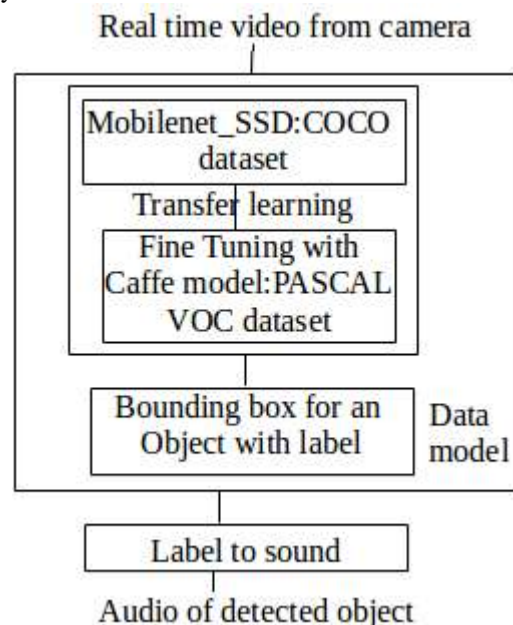 Real time video from camera
Mobilenet_SSD:COCO
dataset
Transfer learning
Fine Tuning with
Caffe model:PASCAL
VOC dataset
Bounding box for an
Object with label
Data
model
Label to sound
Audio of detected object